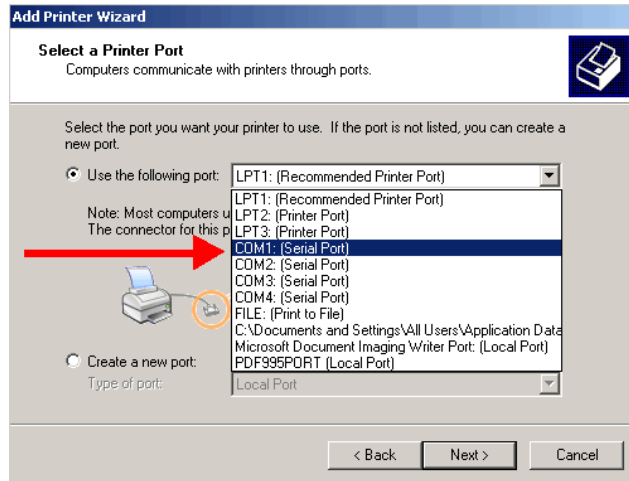 Add Printer Wizard
Select a Printer Port
Computers communicate with printers through ports.
Select the port you want your printer to use. If the port is not listed, you can create a
new port.
Use the following port:
LPT1: (Recommended Printer Port)
LPT1: (Recommended Printer Port)
LPT2: (Printer Port)
LPT3: (Printer Port)
COM1: (Serial Port)
COM2: (Serial Port)
COM3: (Serial Port)
COM4: (Serial Port)
FILE: (Print to File)
C:\Documents and Settings\All Users\Application Data
Microsoft Document Imaging Writer Port: (Local Port)
PDF995PORT (Local Port)
Note: Most computers u
The connector for this p
Create a new port:
Type of port:
Local Port
< Back
Next >
Cancel